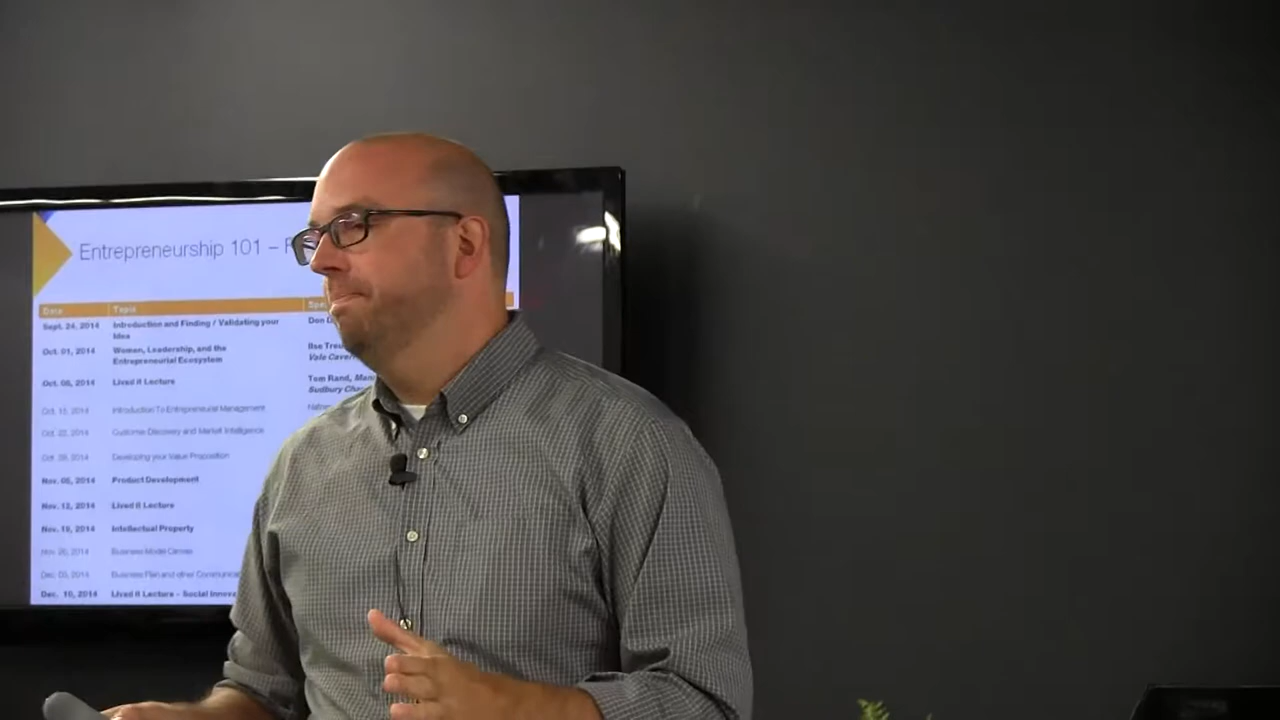 Entrepreneurship 101 –
Date Topic
Sept. 24, 2014 Introduction and Finding / Validating your Don
Idea
Oct. 01, 2014 Women, Leadership, and the Ilse
Entrepreneurial Ecosystem Vale
Oct. 08, 2014 Lived it Lecture Tom Rand,
Sudbury
Oct. 15, 2014 Introduction To Entrepreneurial Management
Oct. 22, 2014 Customer Discovery and Market Intelligence
Oct. 29, 2014 Developing your Value Proposition
Nov. 05, 2014 Product Development
Nov. 12, 2014 Lived it Lecture
Nov. 19, 2014 Intellectual Property
Nov. 26, 2014 Business Model Canvas
Dec. 03, 2014 Business Plan and other
Dec. 10, 2014 Lived it Lecture – Social